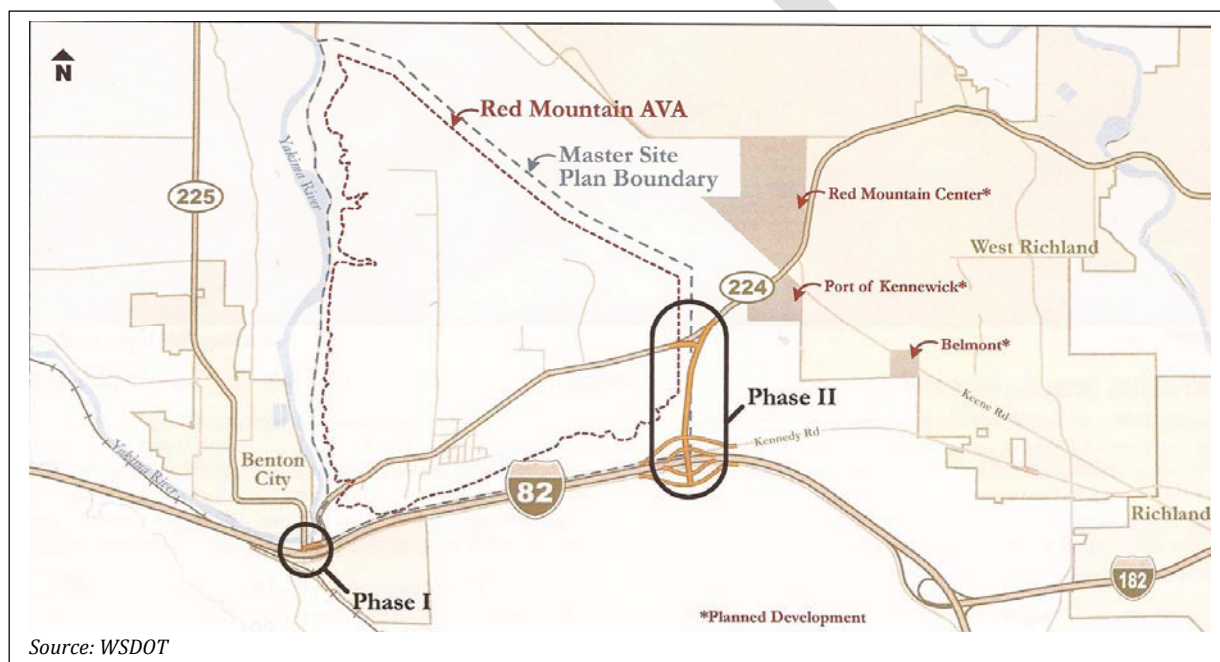 N
225
Yakima River
Red Mountain AVA
Master Site
Plan Boundary
Red Mountain Center*
West Richland
224
Port of Kennewick*
Belmont*
Keene Rd
Phase II
Kennedy Rd
Benton
City
Yakima River
82
Richland
182
Phase I
*Planned Development
Source: WSDOT